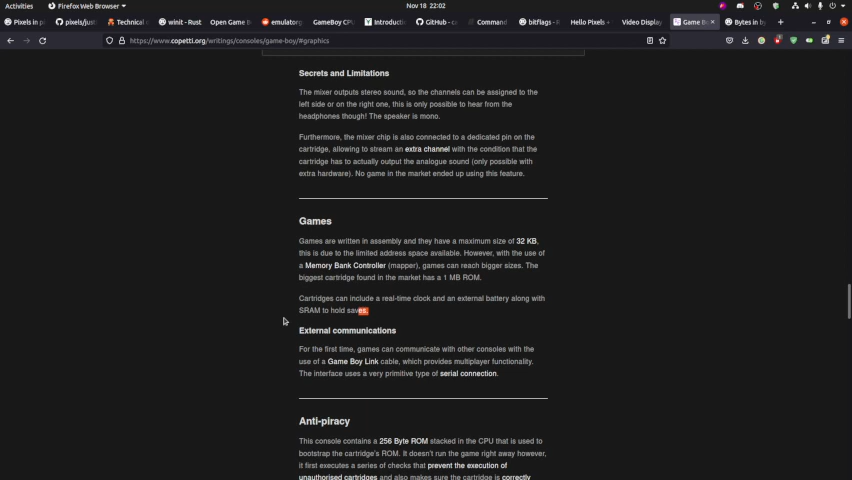 Activities Firefox Web Browser Nov 18 22:02
Pixels in p pixels/just Technical winit - Rust Open Game B emulator GameBoy CPU Introduction GitHub - c Command bitflags - R Hello Pixels Video Display Game B Bytes in b
https://www.copetti.org/writings/consoles/game-boy/#graphics
Secrets and Limitations
The mixer outputs stereo sound, so the channels can be assigned to the
left side or on the right one, this is only possible to hear from the
headphones though! The speaker is mono.
Furthermore, the mixer chip is also connected to a dedicated pin on the
cartridge, allowing to stream an extra channel with the condition that the
cartridge has to actually output the analogue sound (only possible with
extra hardware). No game in the market ended up using this feature.
Games
Games are written in assembly and they have a maximum size of 32 KB,
this is due to the limited address space available. However, with the use of
a Memory Bank Controller (mapper), games can reach bigger sizes. The
biggest cartridge found in the market has a 1 MB ROM.
Cartridges can include a real-time clock and an external battery along with
SRAM to hold saves.
External communications
For the first time, games can communicate with other consoles with the
use of a Game Boy Link cable, which provides multiplayer functionality.
The interface uses a very primitive type of serial connection.
Anti-piracy
This console contains a 256 Byte ROM stacked in the CPU that is used to
bootstrap the cartridge's ROM. It doesn't run the game right away however,
it first executes a series of checks that prevent the execution of
unauthorised cartridges and also makes sure the cartridge is correctly